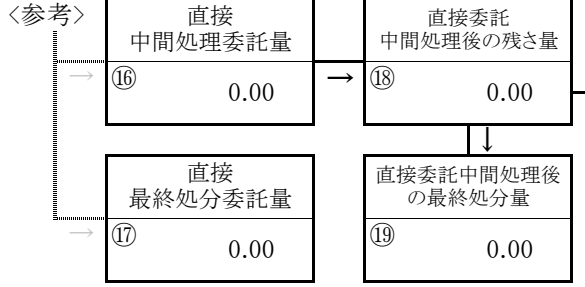 <参考>
直接
中間処理委託量
→
⑯
0.00
→
直接委託
中間処理後の残さ量
⑱
0.00
↓
直接
最終処分委託量
→
⑰
0.00
直接委託中間処理後
の最終処分量
⑲
0.00